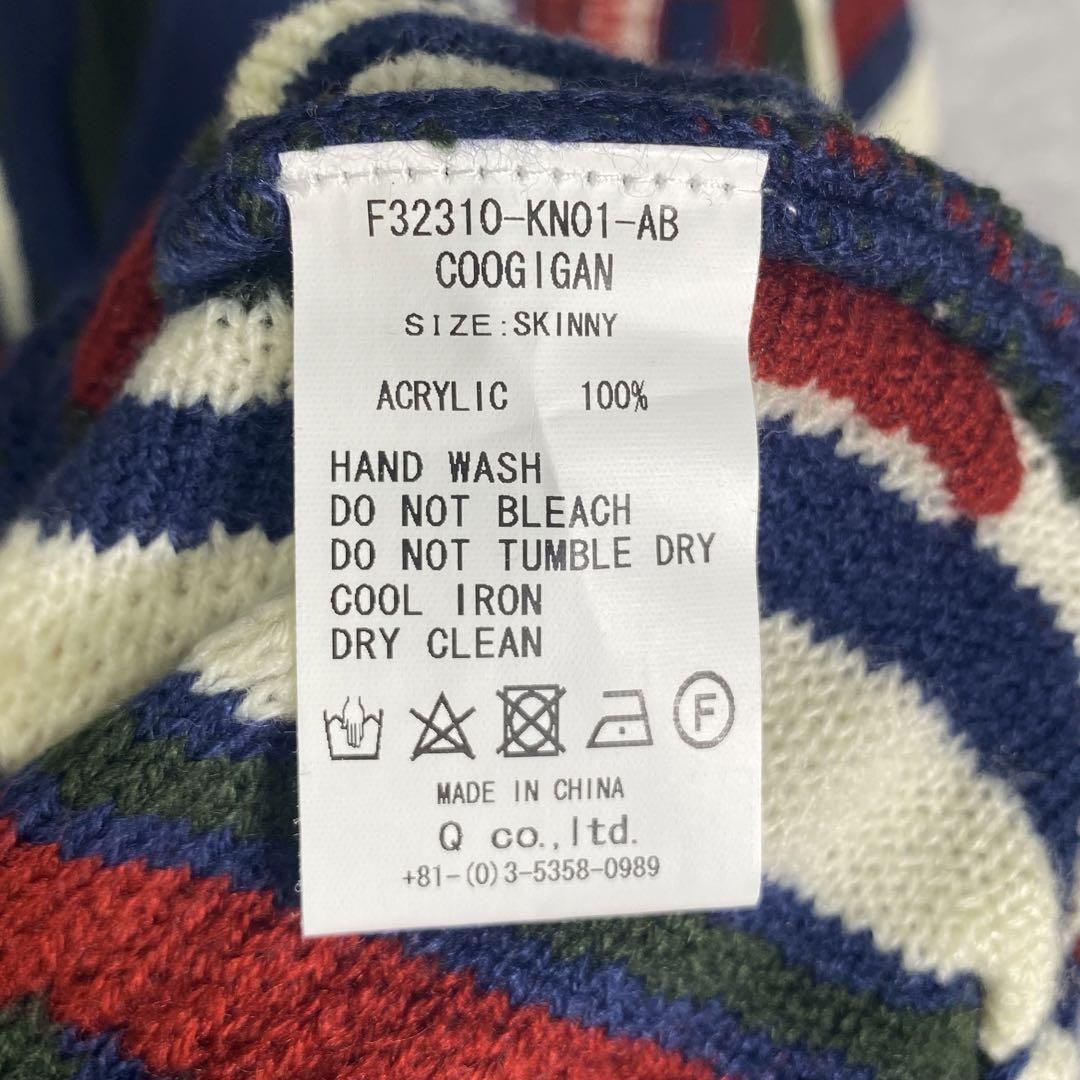 F32310-KN01-AB
COOGIGAN
SIZE:SKINNY
ACRYLIC 100%
HAND WASH
DO NOT BLEACH
DO NOT TUMBLE DRY
COOL IRON
DRY CLEAN
F
MADE IN CHINA
Q co.,ltd.
+81-(0)3-5358-0989